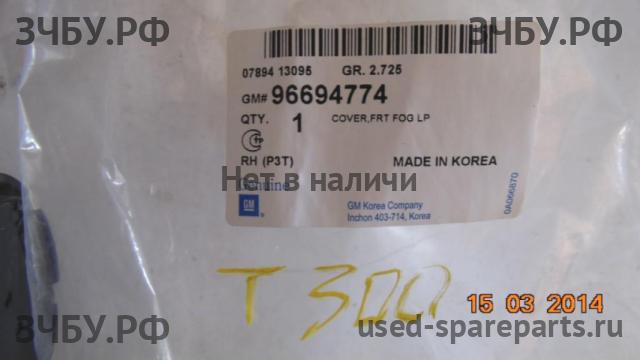 ЗЧБУ.РФ
ЗЧБУ.РФ
07894 13095 GR. 2.725
GM# 96694774
QTY. 1 COVER,FRT FOG LP
RH (P3T) MADE IN KOREA
Нет в наличи
Genuine
GM
GM Korea Company
Inchon 403-714, Korea
0A066870
T300
15 03 2014
ЗЧБУ.РФ
used-spareparts.ru